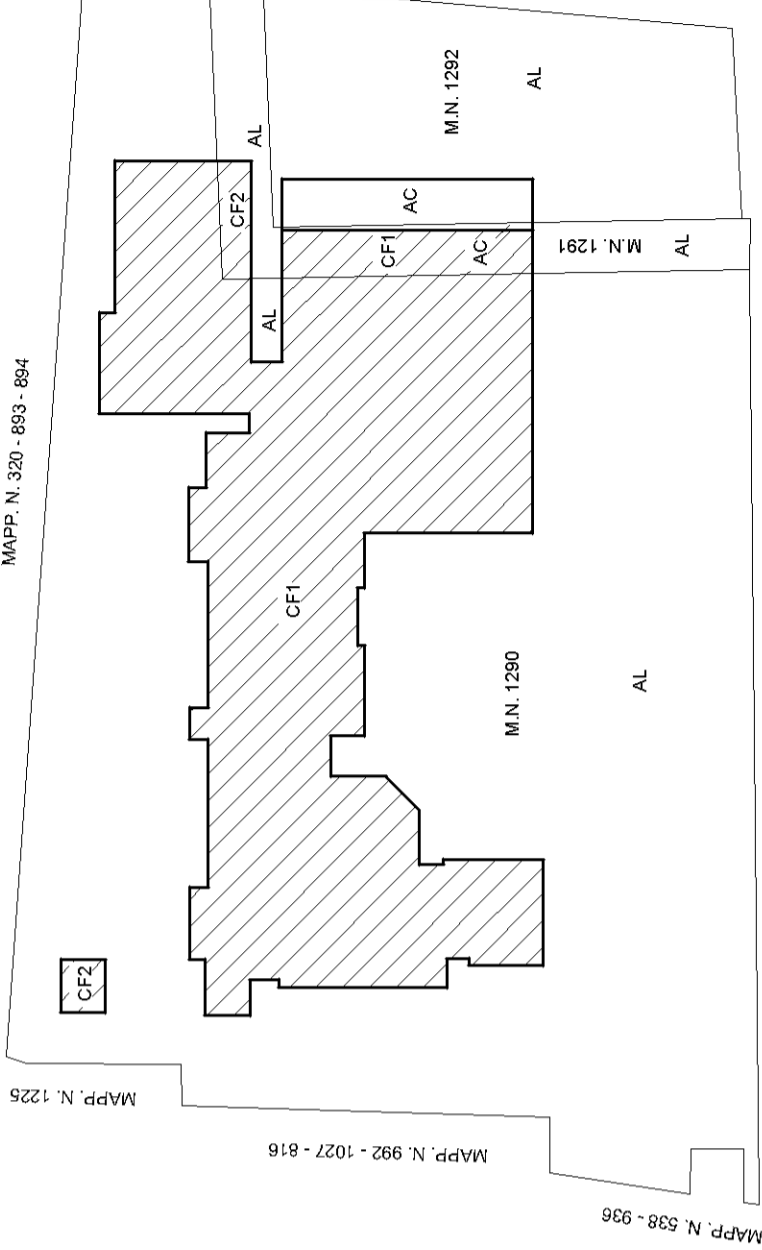 MAPP. N. 320 - 893 - 894
M.N. 1292
AL
AL
CF2
AC
CF1
AC
M.N. 1291
AL
AL
CF1
M.N. 1290
AL
CF2
MAPP. N. 1225
MAPP. N. 992 - 1027 - 816
MAPP. N. 538 - 936